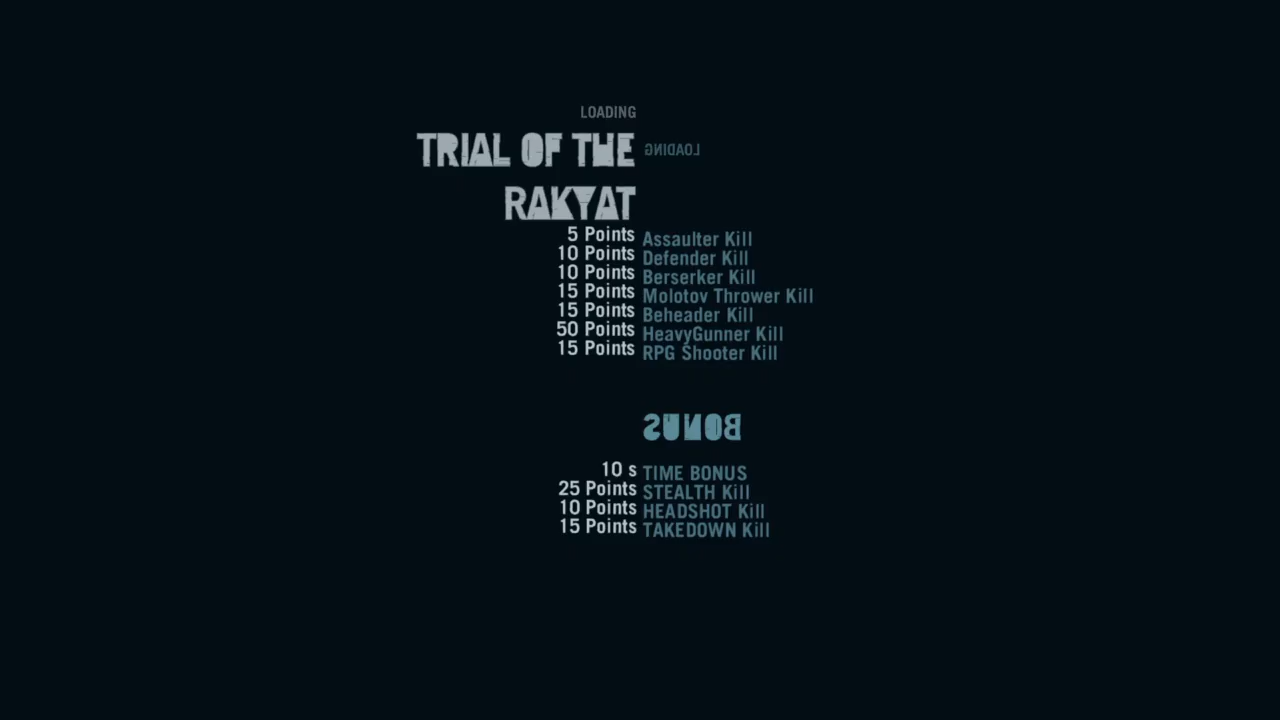 LOADING
TRIAL OF THE
LOADING
RAKYAT
5 Points Assaulter Kill
10 Points Defender Kill
10 Points Berserker Kill
15 Points Molotov Thrower Kill
15 Points Beheader Kill
50 Points HeavyGunner Kill
15 Points RPG Shooter Kill
BONUS
10 s TIME BONUS
25 Points STEALTH Kill
10 Points HEADSHOT Kill
15 Points TAKEDOWN Kill